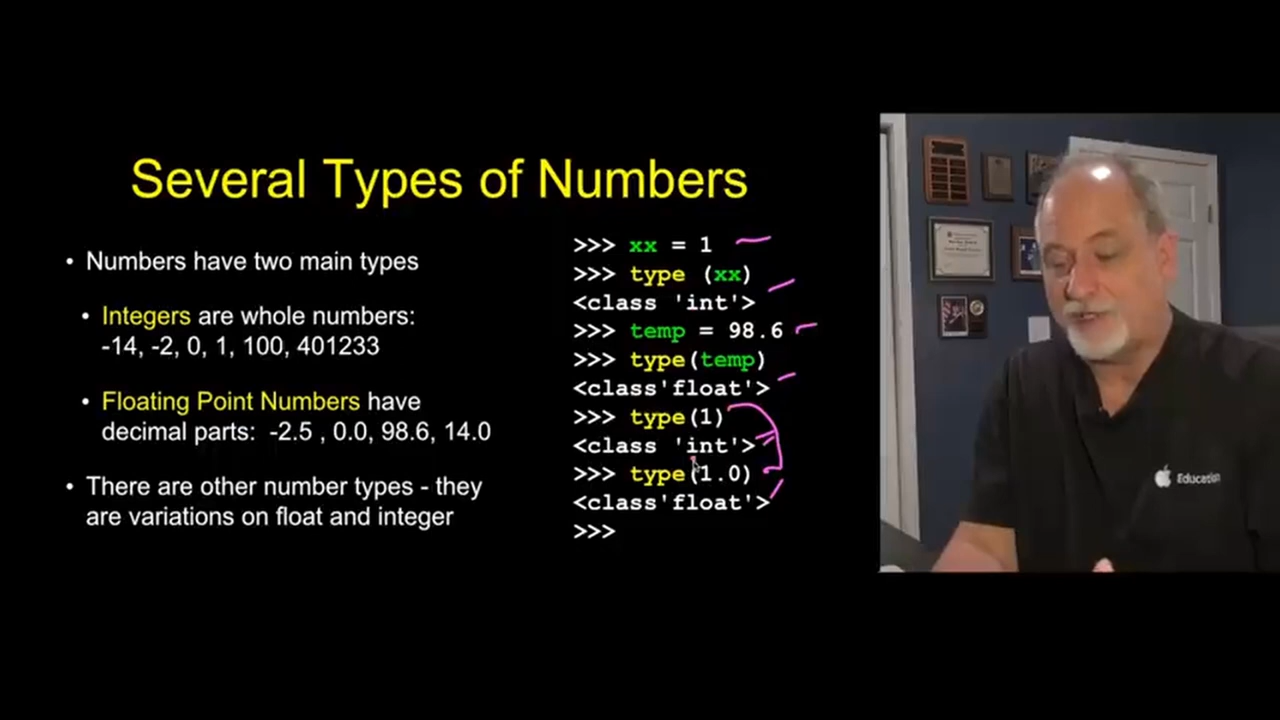 Several Types of Numbers
• Numbers have two main types
• Integers are whole numbers:
-14, -2, 0, 1, 100, 401233
• Floating Point Numbers have
decimal parts: -2.5 , 0.0, 98.6, 14.0
• There are other number types - they
are variations on float and integer
>>> xx = 1
>>> type (xx)
<class 'int'>
>>> temp = 98.6
>>> type(temp)
<class'float'>
>>> type(1)
<class 'int'>
>>> type(1.0)
<class'float'>
>>>
Education